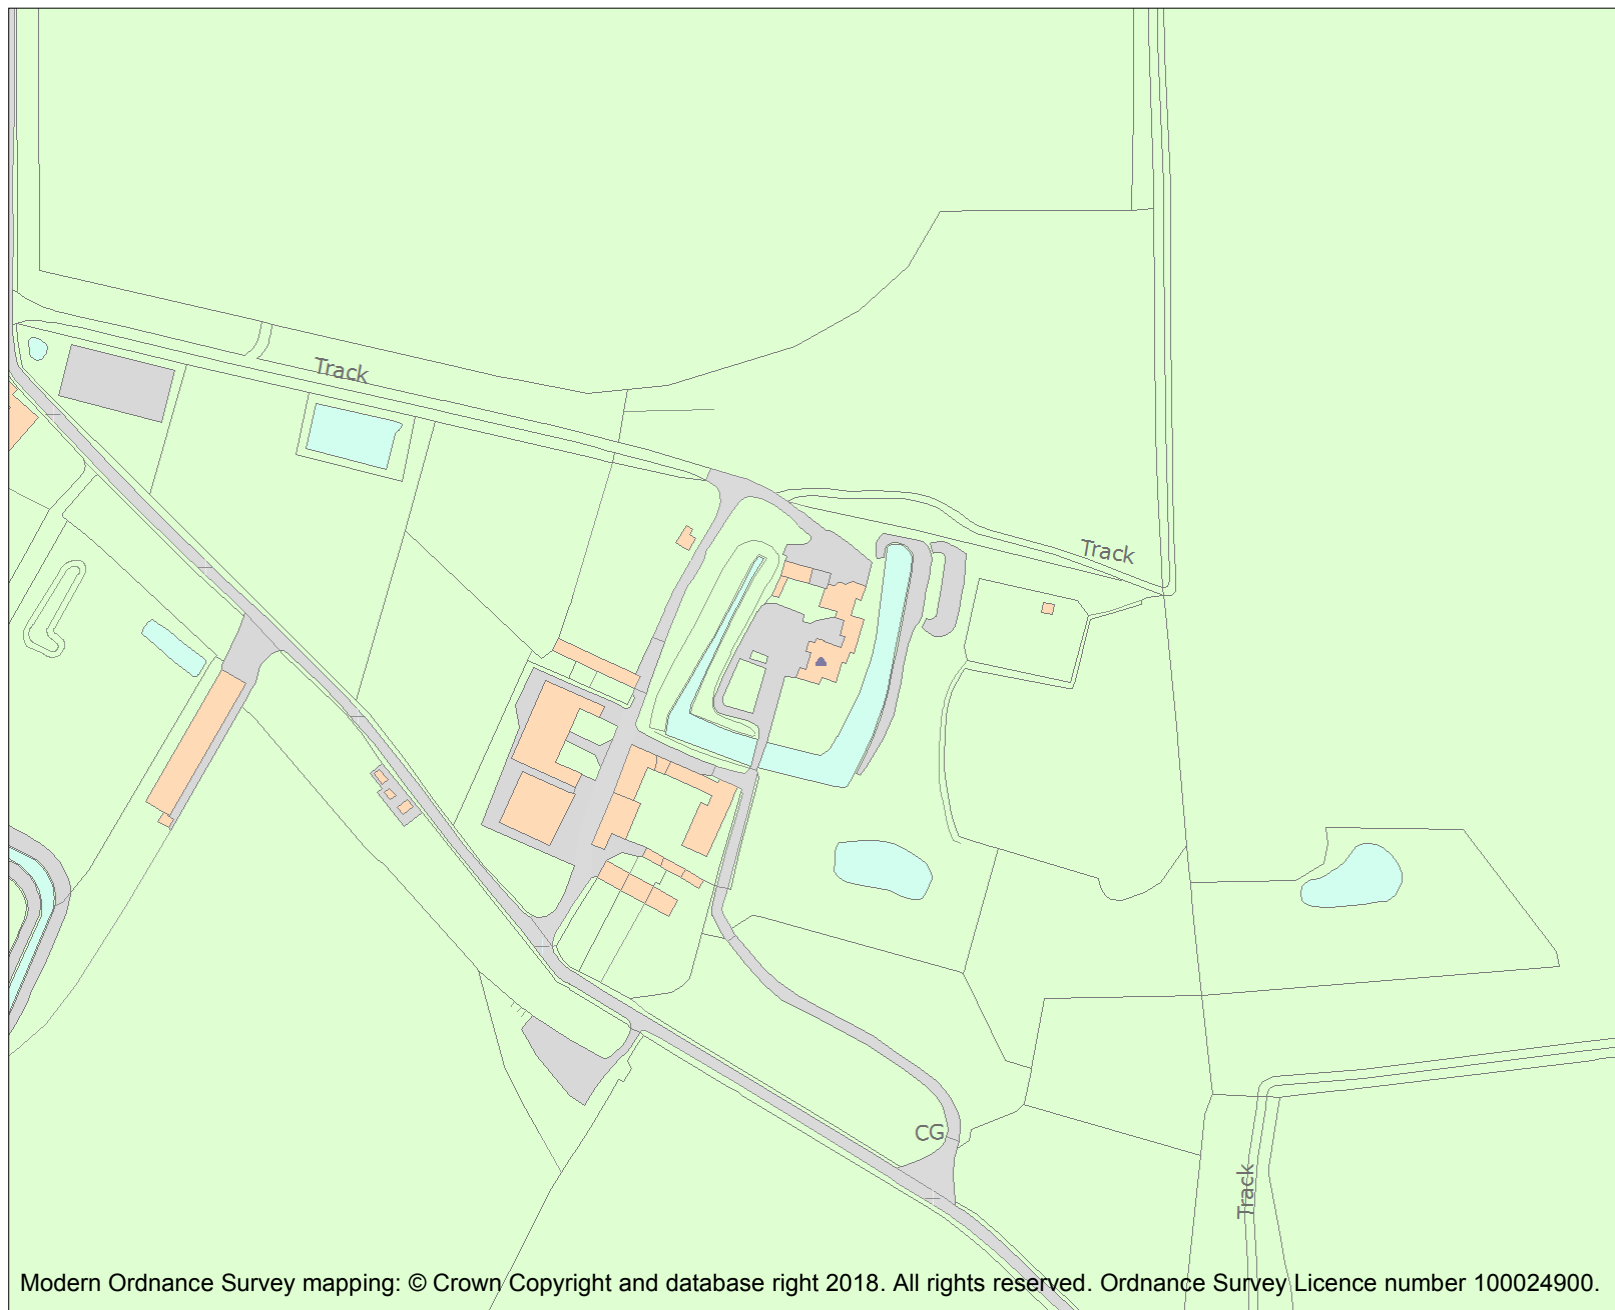 Track
Track
CG
Track
Modern Ordnance Survey mapping: © Crown Copyright and database right 2018. All rights reserved. Ordnance Survey Licence number 100024900.